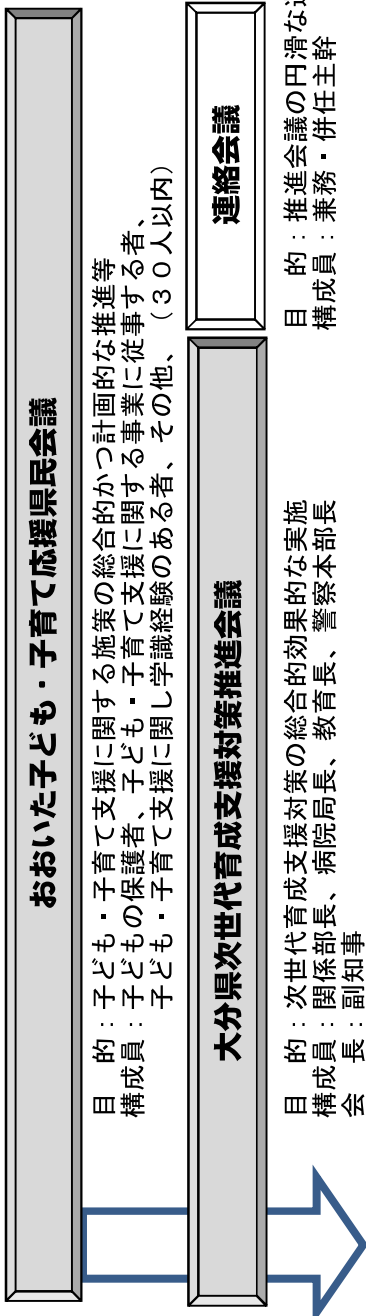 おおいた子ども・子育て応援県民会議
目　的：子ども・子育て支援に関する施策の総合的かつ計画的な推進等
構成員：子どもの保護者、子ども・子育て支援に関する事業に従事する者、
子ども・子育て支援に関し学識経験のある者、その他、（３０人以内）
大分県次世代育成支援対策推進会議
目　的：次世代育成支援対策の総合的効果的な実施
構成員：関係部長、病院局長、教育長、警察本部長
会　長：副知事
連絡会議
目　的：推進会議の円滑な
構成員：兼務・併任主幹